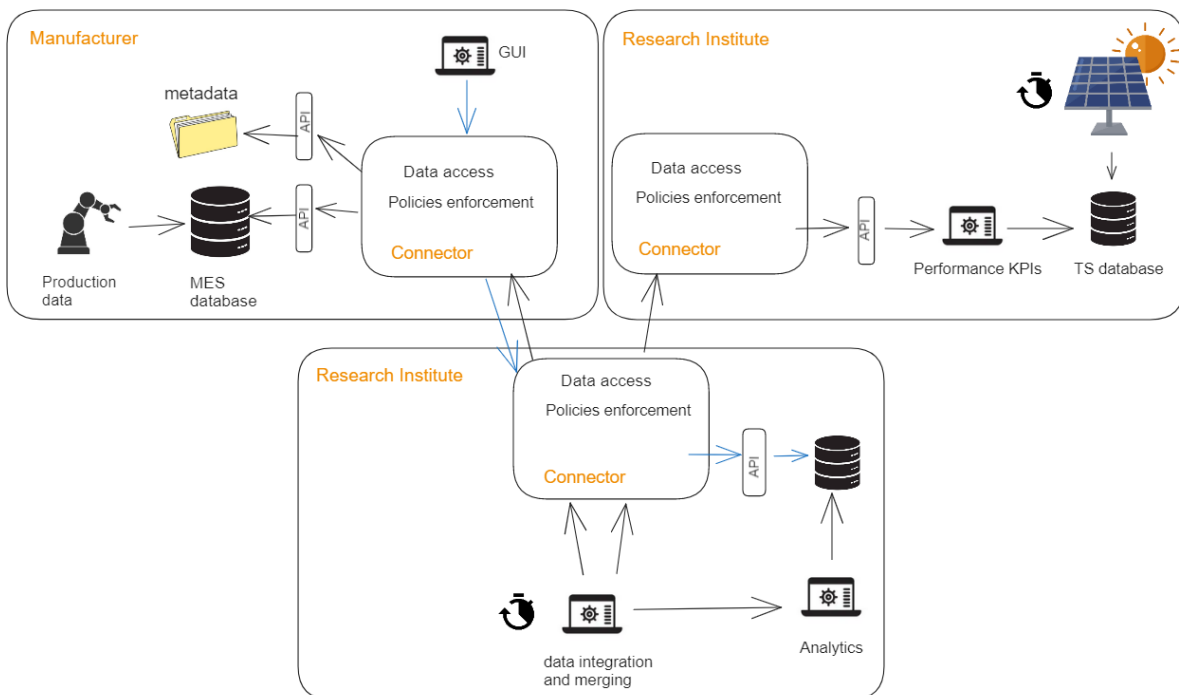 Manufacturer
GUI
metadata
API
Data access
Policies enforcement
API
Connector
Production
data
MES
database
Research Institute
Data access
Policies enforcement
Connector
API
Performance KPIs
TS database
Research Institute
Data access
Policies enforcement
API
Connector
data integration
and merging
Analytics